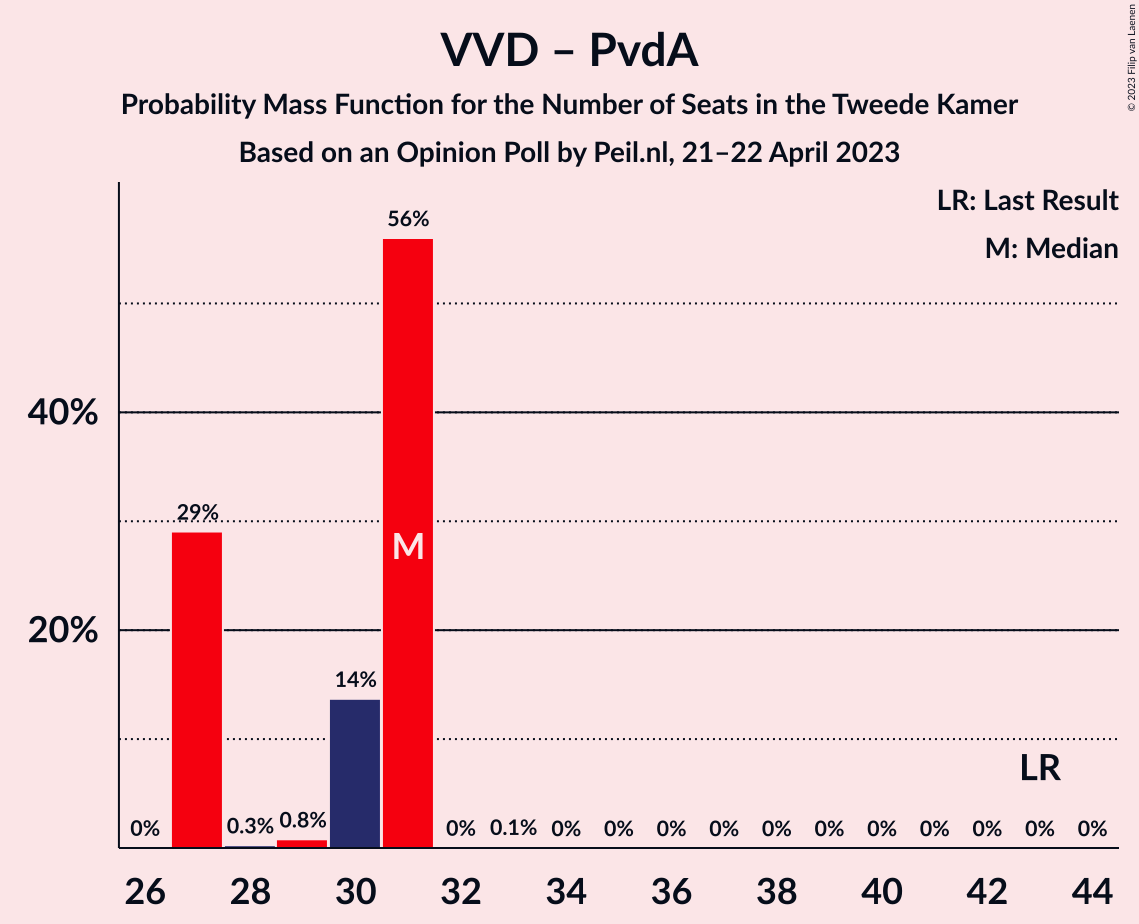 VVD – PvdA
Probability Mass Function for the Number of Seats in the Tweede Kamer
Based on an Opinion Poll by Peil.nl, 21–22 April 2023
© 2023 Filip van Laenen
LR: Last Result
M: Median
56%
40%
29%
M
20%
14%
LR
0% 0.3% 0.8% 0% 0.1% 0% 0% 0% 0% 0% 0% 0% 0% 0% 0%
26 28 30 32 34 36 38 40 42 44